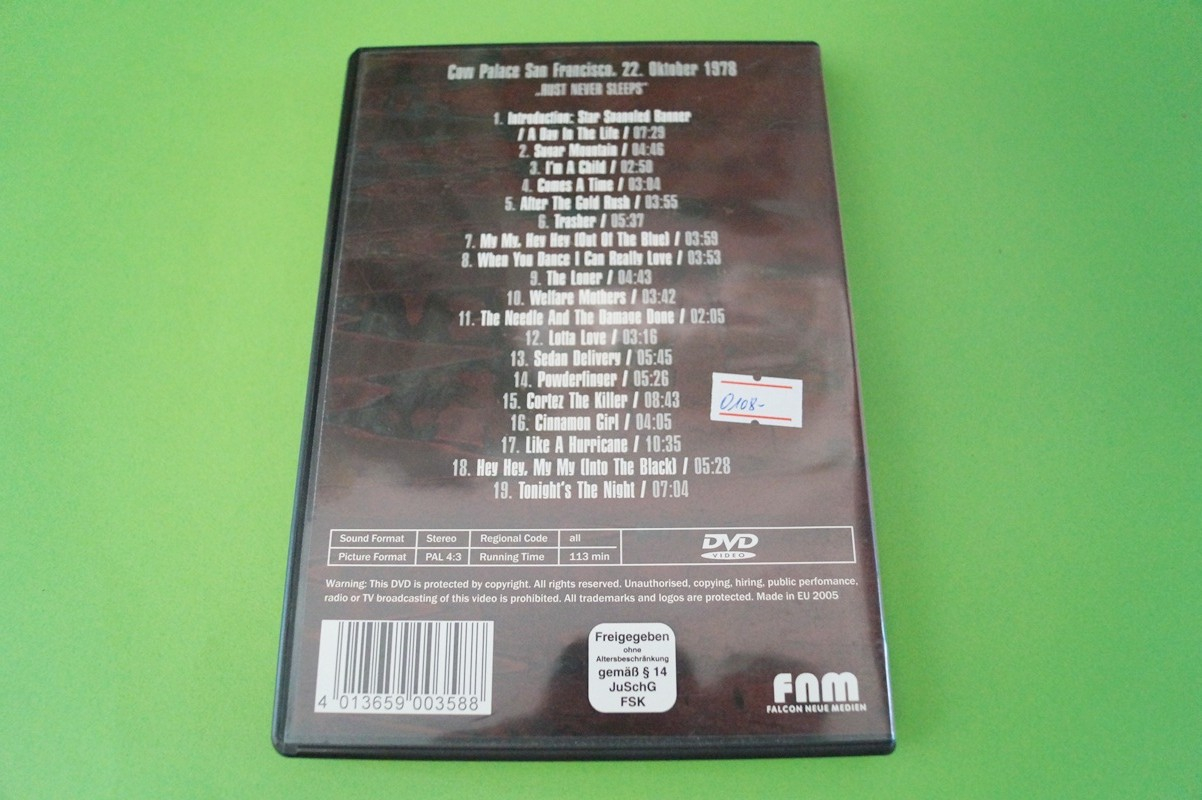 Cow Palace San Francisco. 22. Oktober 1978
„RUST NEVER SLEEPS“
1. Introduction: Star Spangled Banner
/ A Day In The Life / 07:29
2. Sugar Mountain / 04:46
3. I'm A Child / 02:50
4. Comes A Time / 03:04
5. After The Gold Rush / 03:55
6. Trasher / 05:37
7. My My, Hey Hey (Out Of The Blue) / 03:59
8. When You Dance I Can Really Love / 03:53
9. The Loner / 04:43
10. Welfare Mothers / 03:42
11. The Needle And The Damage Done / 02:05
12. Lotta Love / 03:16
13. Sedan Delivery / 05:45
14. Powderfinger / 05:26
15. Cortez The Killer / 08:43
16. Cinnamon Girl / 04:05
17. Like A Hurricane / 10:35
18. Hey Hey, My My (Into The Black) / 05:28
19. Tonight's The Night / 07:04
0108-
Sound Format Stereo Regional Code all
Picture Format PAL 4:3 Running Time 113 min
DVD
VIDEO
Warning: This DVD is protected by copyright. All rights reserved. Unauthorised, copying, hiring, public perfomance,
radio or TV broadcasting of this video is prohibited. All trademarks and logos are protected. Made in EU 2005
4 013659 003588
Freigegeben
ohne
Altersbeschränkung
gemäß § 14
JuSchG
FSK
FNM
FALCON NEUE MEDIEN